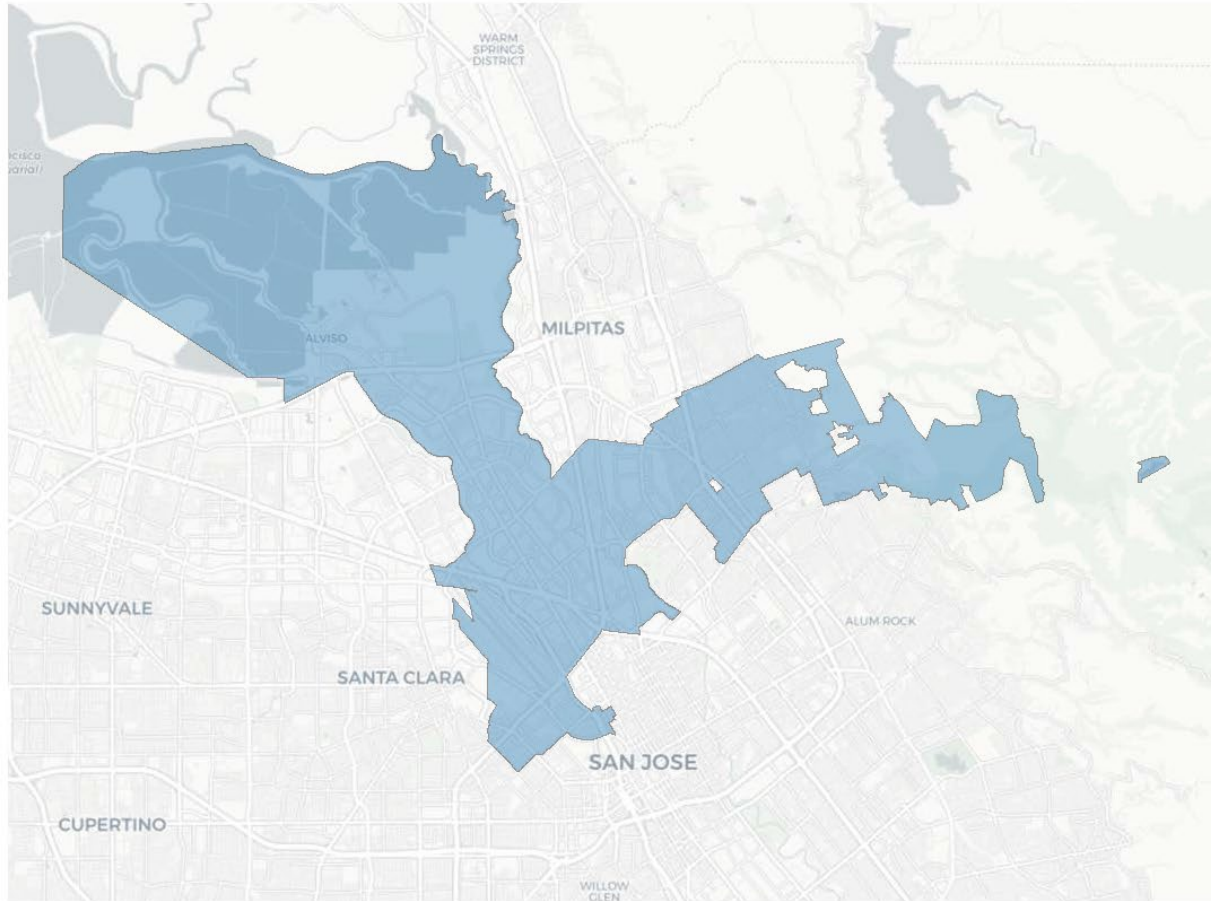 WARM
SPRINGS
DISTRICT
MILPITAS
ALVISO
SUNNYVALE
ALUM ROCK
SANTA CLARA
SAN JOSE
CUPERTINO
WILLOW
GLEN